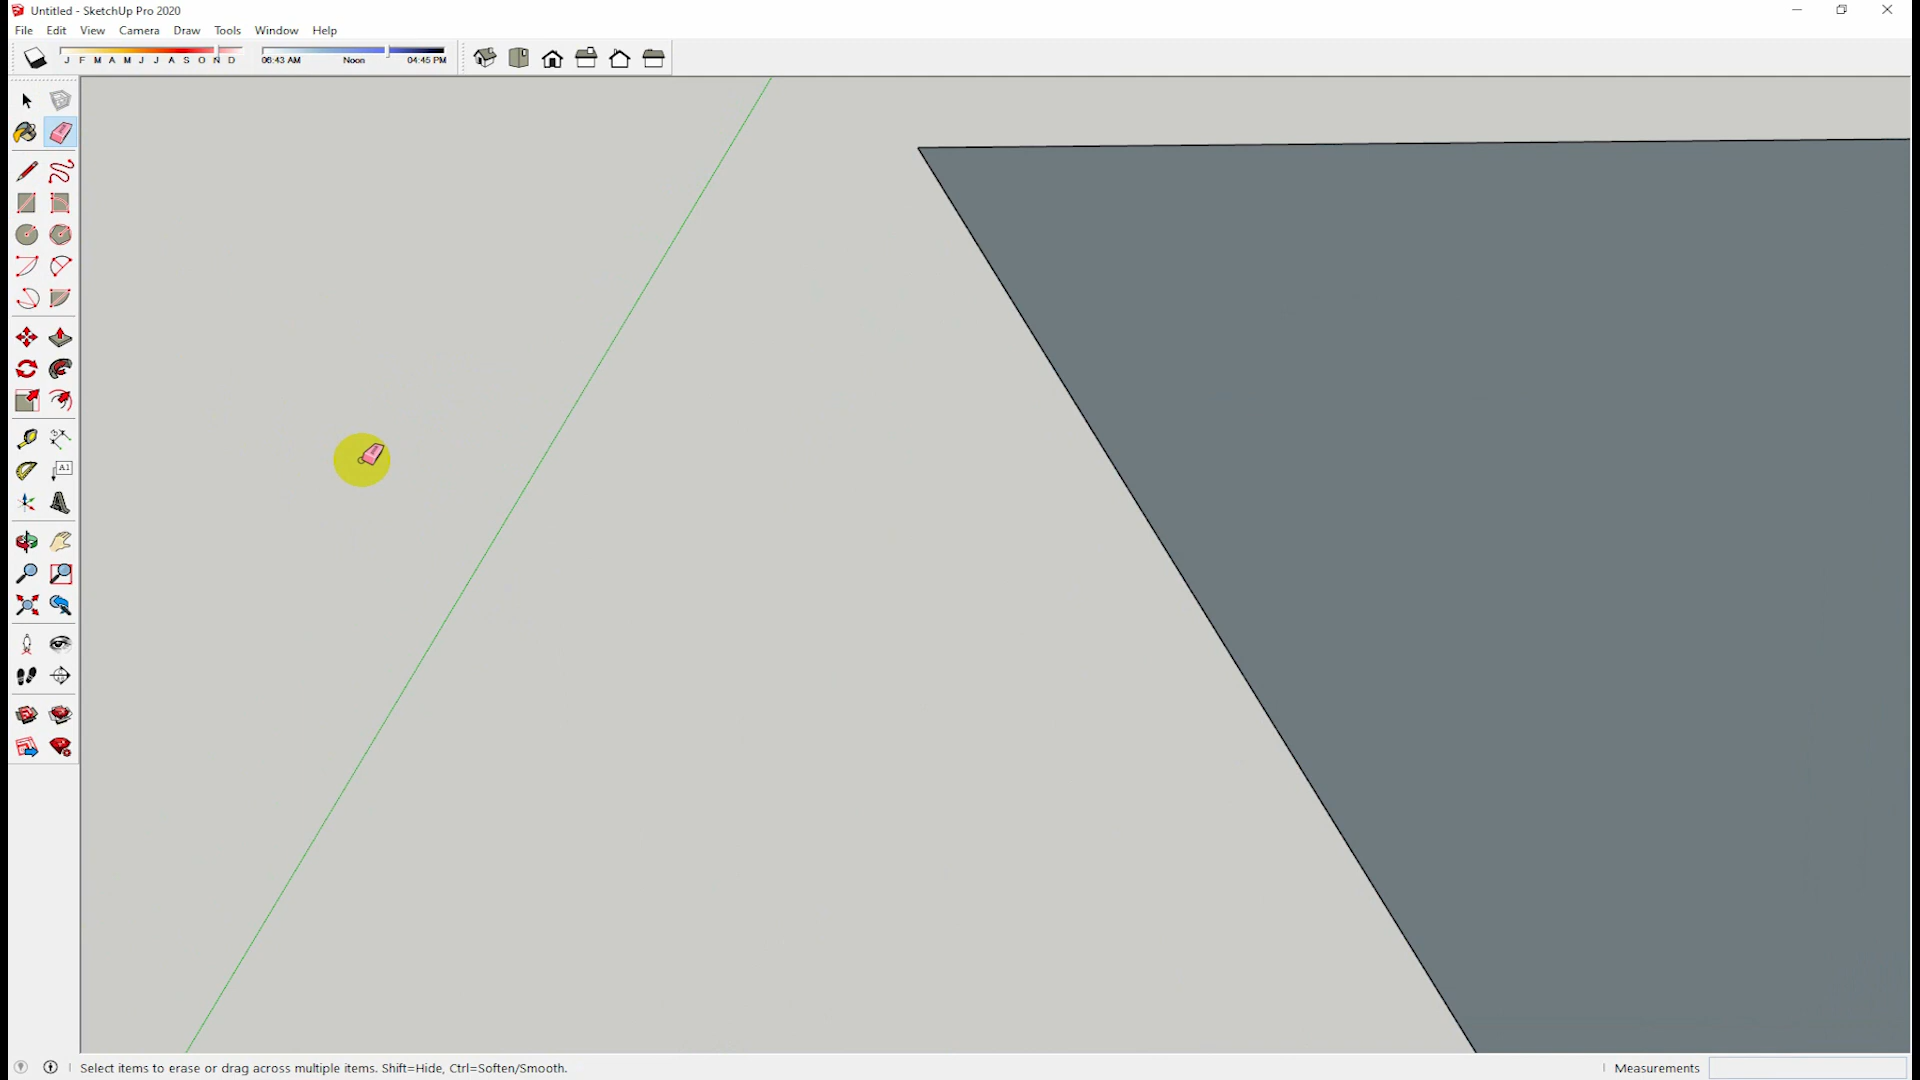 Untitled - SketchUp Pro 2020
File Edit View Camera Draw Tools Window Help
J F M A M J J A S O N D 06:43 AM Noon 04:45 PM
A1
Select items to erase or drag across multiple items. Shift=Hide, Ctrl=Soften/Smooth. Measurements